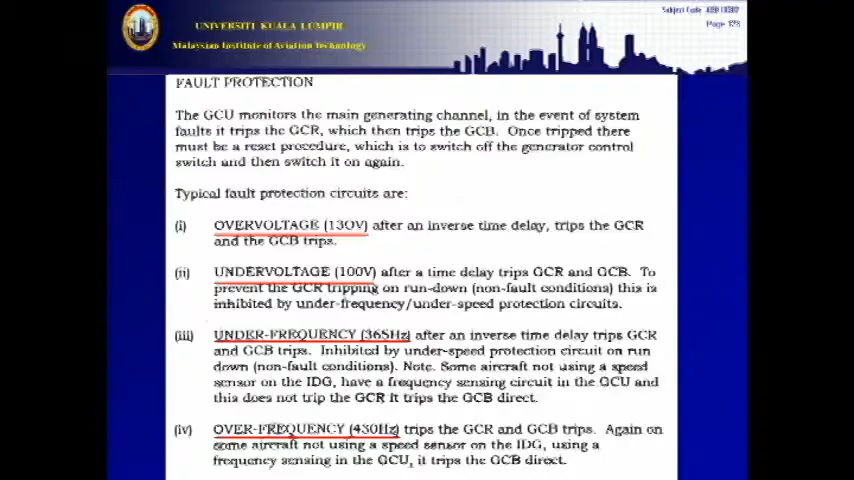 UNIVERSITI KUALA LUMPUR
Malaysian Institute of Aviation Technology
Subject Code
Page
FAULT PROTECTION
The GCU monitors the main generating channel, in the event of system
faults it trips the GCR, which then trips the GCB. Once tripped there
must be a reset procedure, which is to switch off the generator control
switch and then switch it on again.
Typical fault protection circuits are:
(i) OVERVOLTAGE (130V) after an inverse time delay, trips the GCR
and the GCB trips.
(ii) UNDERVOLTAGE (100V) after a time delay trips GCR and GCB. To
prevent the GCR tripping on run-down (non-fault conditions) this is
inhibited by under-frequency/under-speed protection circuits.
(iii) UNDER-FREQUENCY (365Hz) after an inverse time delay trips GCR
and GCB trips. Inhibited by under-speed protection circuit on run
down (non-fault conditions). Note. Some aircraft not using a speed
sensor on the IDG, have a frequency sensing circuit in the GCU and
this does not trip the GCR it trips the GCB direct.
(iv) OVER-FREQUENCY (430Hz) trips the GCR and GCB trips. Again on
some aircraft not using a speed sensor on the IDG, using a
frequency sensing in the GCU, it trips the GCB direct.